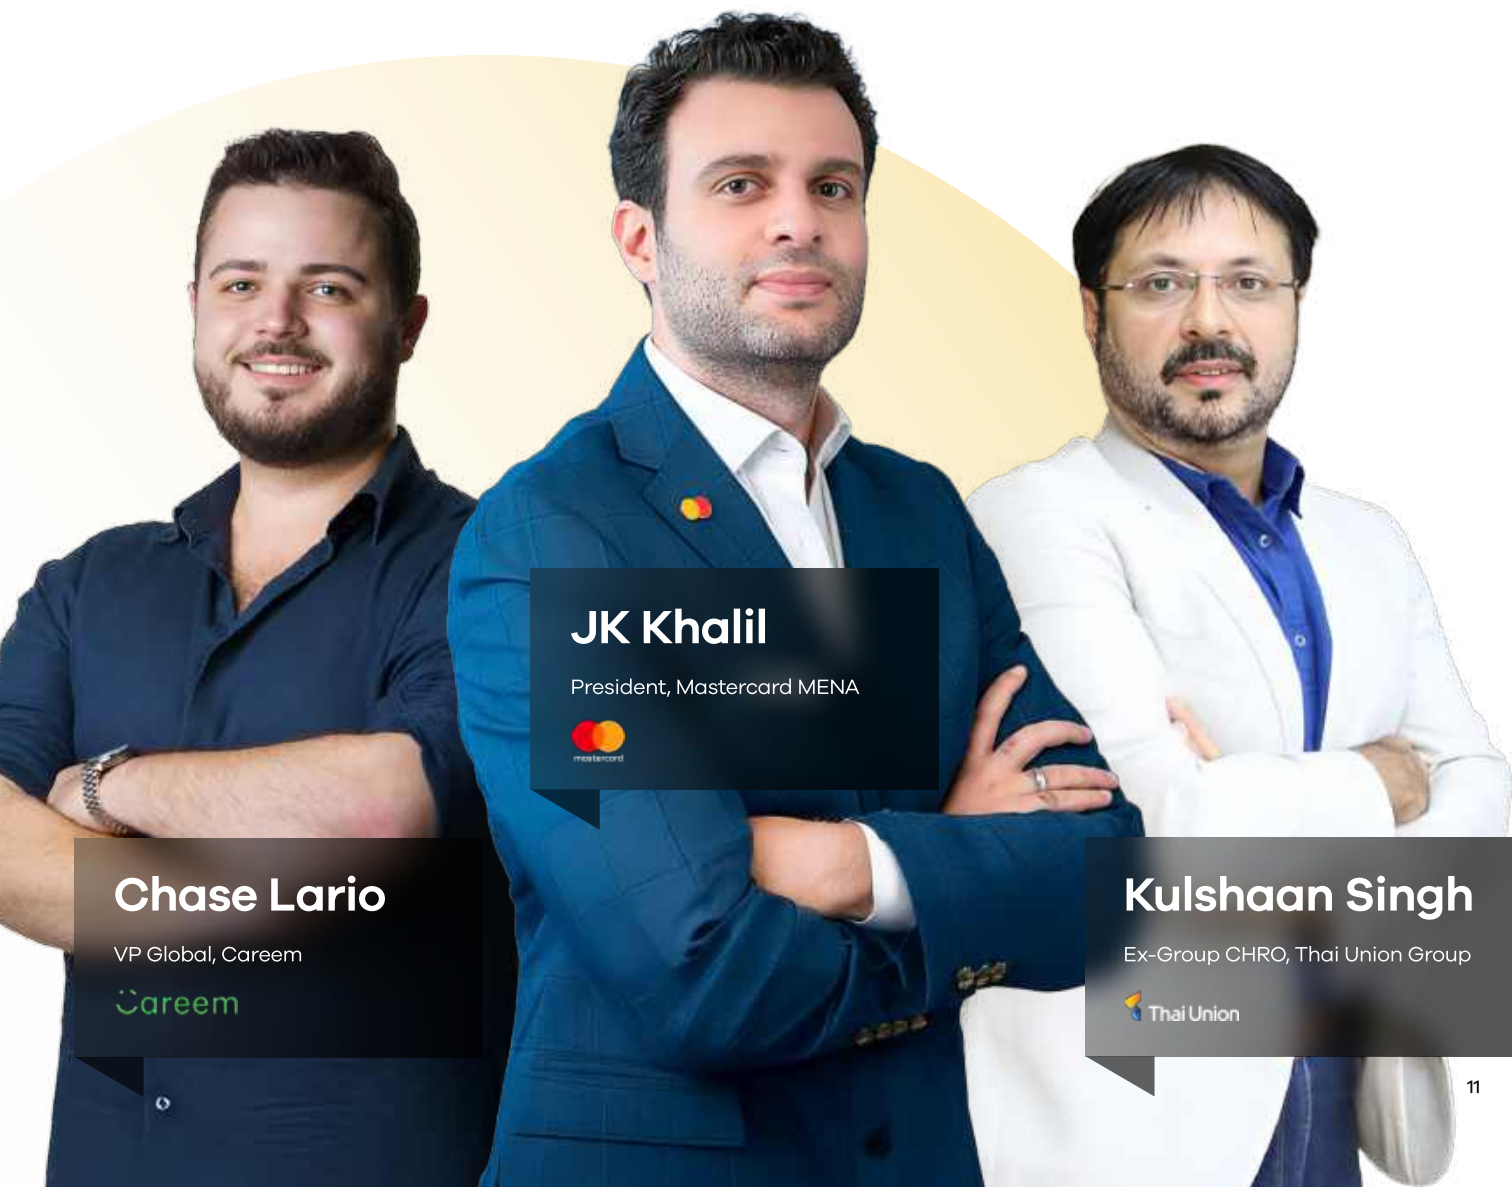 JK Khalil
President, Mastercard MENA
mastercard
Chase Lario
VP Global, Careem
Careem
Kulshaan Singh
Ex-Group CHRO, Thai Union Group
Thai Union
11